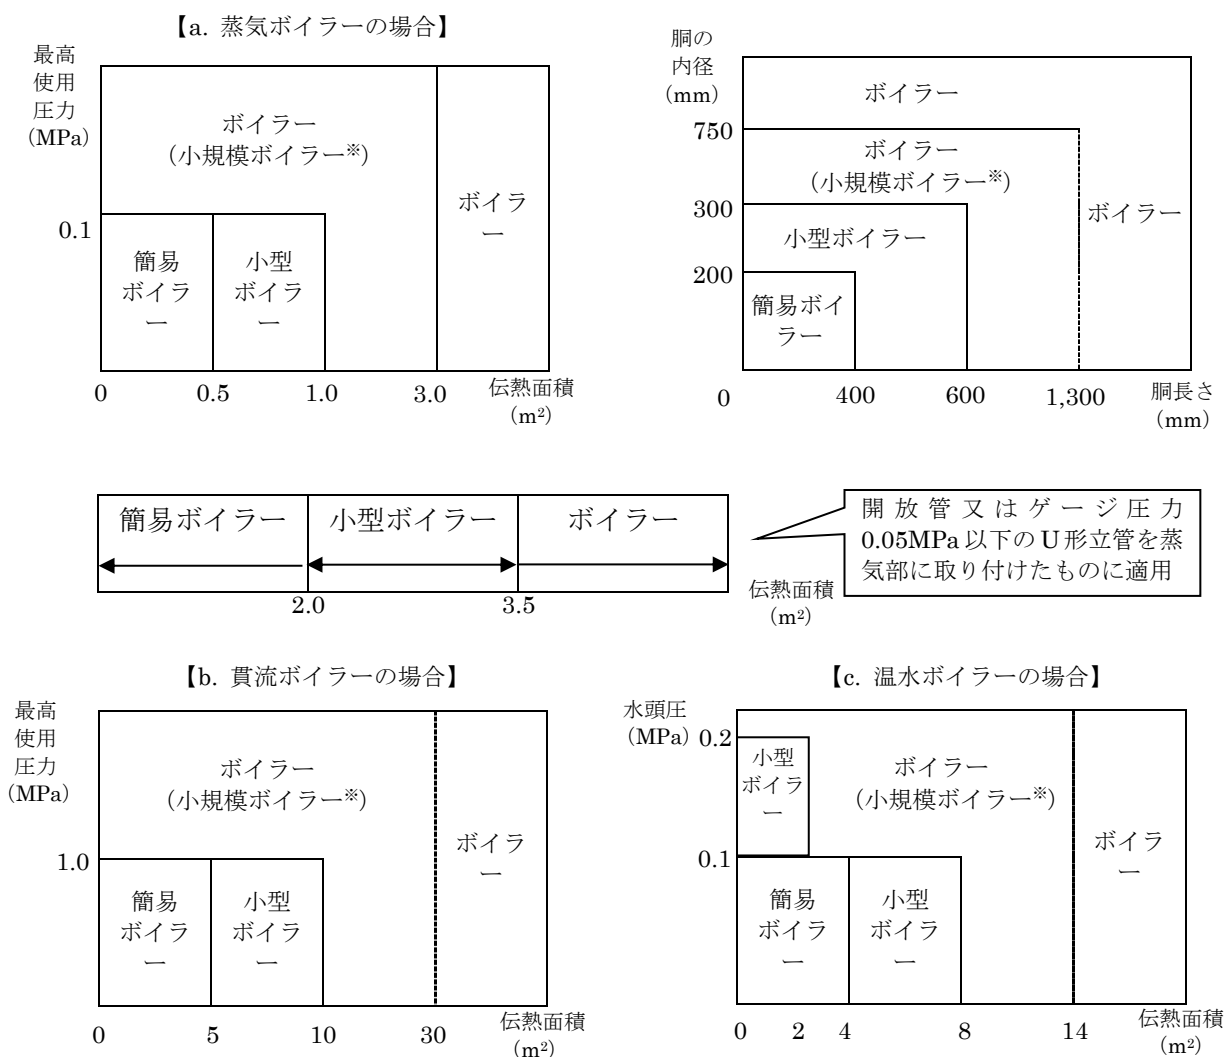 【a. 蒸気ボイラーの場合】
最高
使用
圧力
(MPa)
ボイラー
(小規模ボイラー※)
ボイラ
ー
0.1
簡易
ボイラ
ー
小型
ボイラ
ー
0
0.5
1.0
3.0
伝熱面積
(m²)
胴の
内径
(mm)
ボイラー
750
ボイラー
(小規模ボイラー※)
300
ボイラー
小型ボイラー
200
簡易ボイ
ラー
0
400
600
1,300
胴長さ
(mm)
簡易ボイラー
小型ボイラー
ボイラー
2.0
3.5
伝熱面積
(m²)
開放管又はゲージ圧力
0.05MPa 以下の U 形立管を蒸
気部に取り付けたものに適用
【b. 貫流ボイラーの場合】
最高
使用
圧力
(MPa)
ボイラー
(小規模ボイラー※)
ボイラ
ー
1.0
簡易
ボイラ
ー
小型
ボイラ
ー
0
5
10
30
伝熱面積
(m²)
【c. 温水ボイラーの場合】
水頭圧
(MPa)
0.2
小型
ボイラ
ー
ボイラー
(小規模ボイラー※)
ボイラ
ー
0.1
簡易
ボイラ
ー
小型
ボイラ
ー
0
2
4
8
14
伝熱面積
(m²)